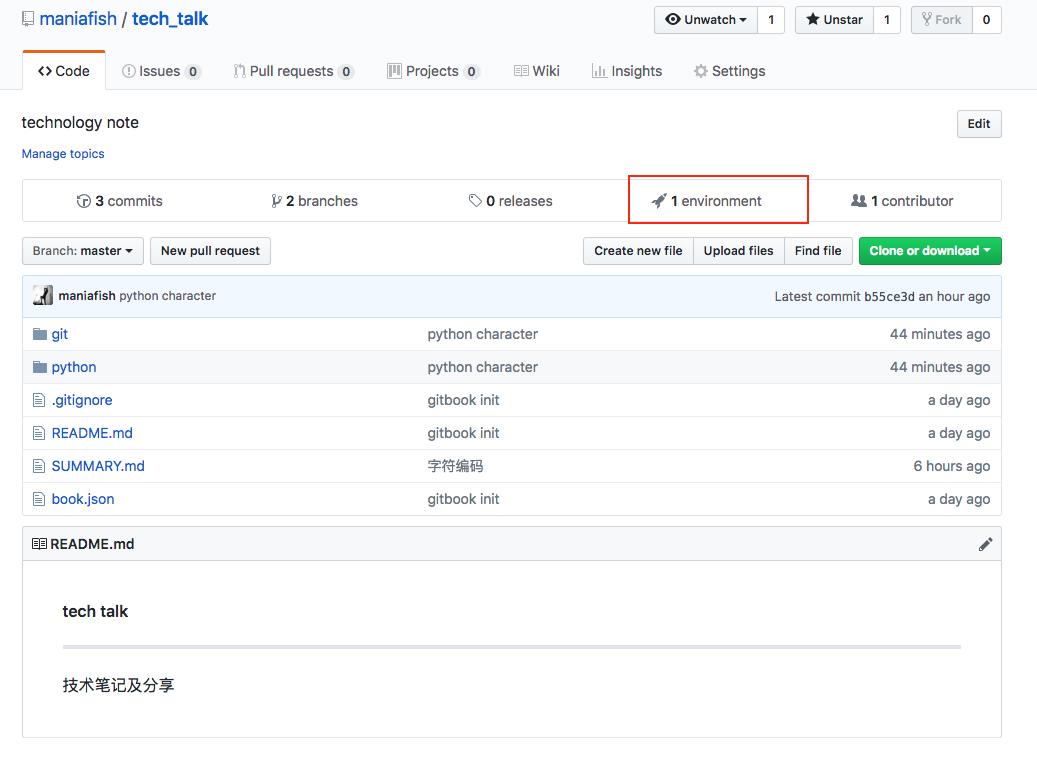 maniafish / tech_talk Unwatch 1 Unstar 1 Fork 0
Code Issues 0 Pull requests 0 Projects 0 Wiki Insights Settings
technology note Edit
Manage topics
3 commits 2 branches 0 releases 1 environment 1 contributor
Branch: master New pull request Create new file Upload files Find file Clone or download
maniafish python character Latest commit b55ce3d an hour ago
git python character 44 minutes ago
python python character 44 minutes ago
.gitignore gitbook init a day ago
README.md gitbook init a day ago
SUMMARY.md 字符编码 6 hours ago
book.json gitbook init a day ago
README.md
tech talk
技术笔记及分享